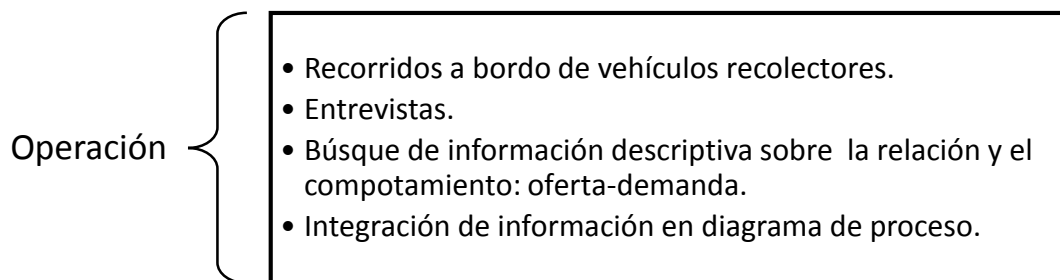 Operación
• Recorridos a bordo de vehículos recolectores.
• Entrevistas.
• Búsque de información descriptiva sobre la relación y el
compotamiento: oferta-demanda.
• Integración de información en diagrama de proceso.